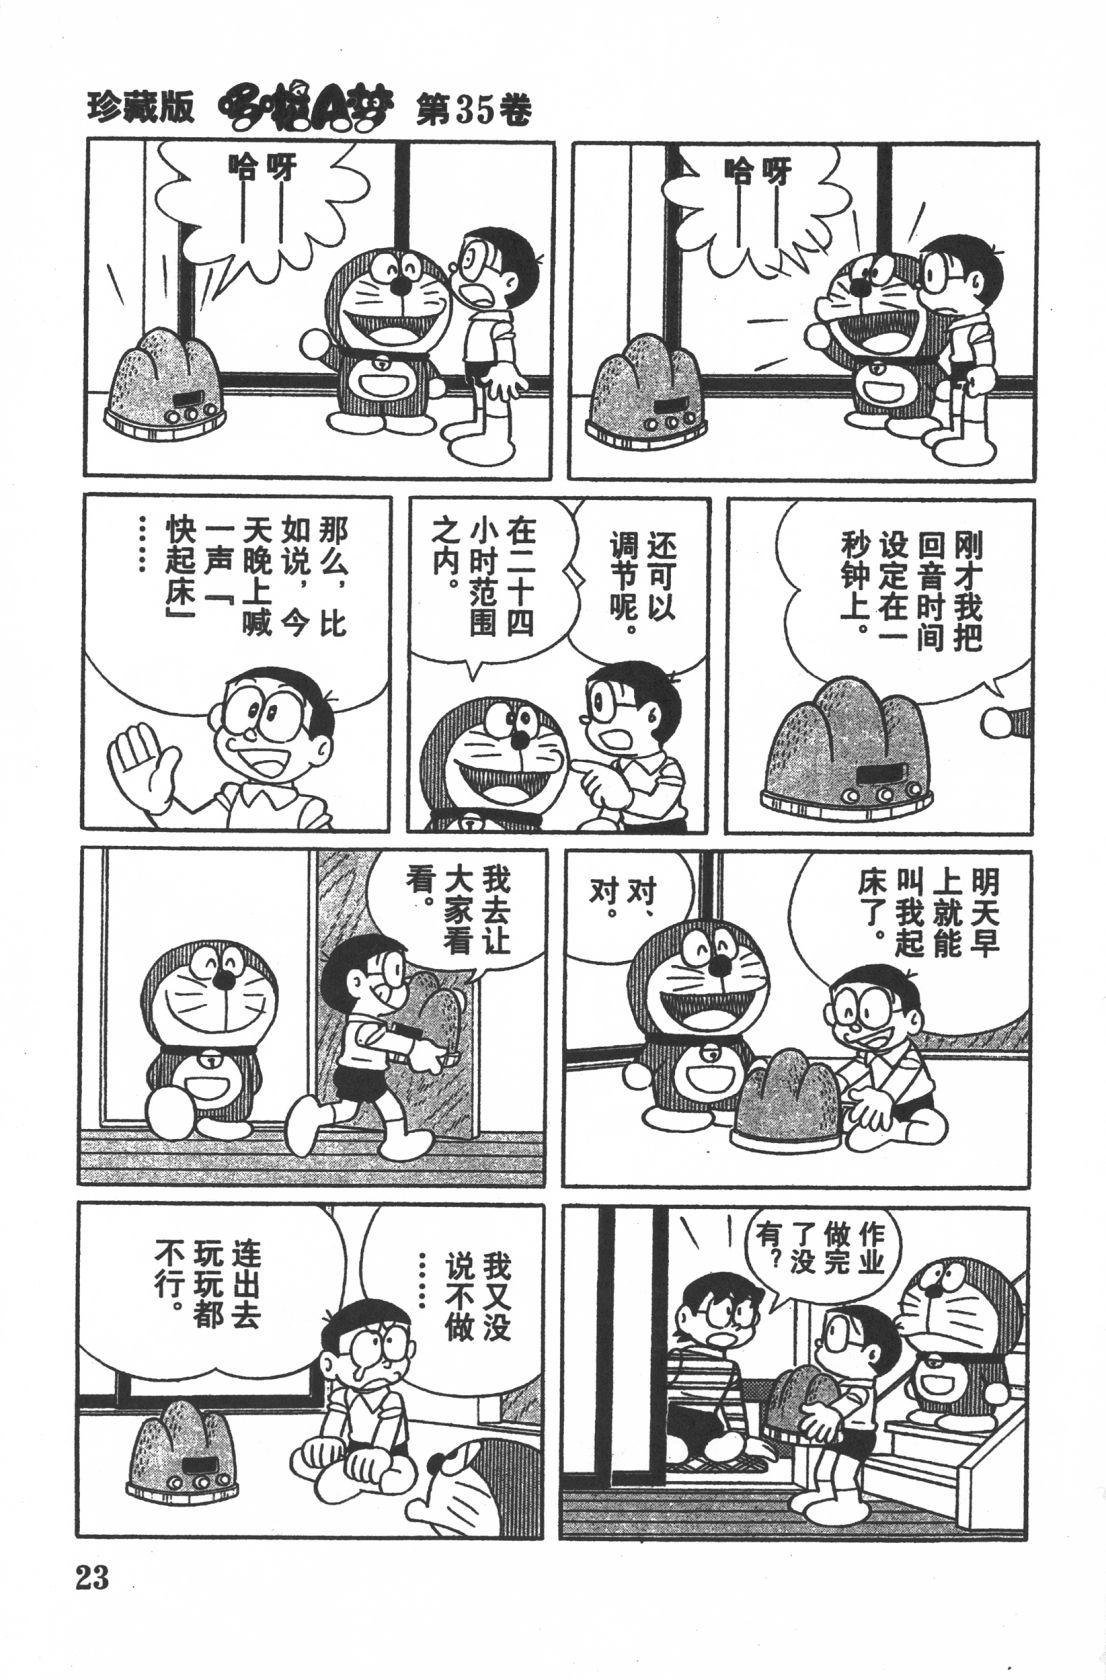 珍藏版 哆啦A梦 第35卷
呀——
哈——
呀——
哈——
刚才我把
回音时间
设定在一
秒钟上。
还可以
调节呢。
在二十四
小时范围
之内。
那么，比
如说，今
天晚上喊
一声「
快起床」
……
明天早
上就能
叫我起
床了。
对、
对。
我去让
大家看
看。
作业
做完
了没
有?
我又没
说不做
……
连出去
玩玩都
不行。
23